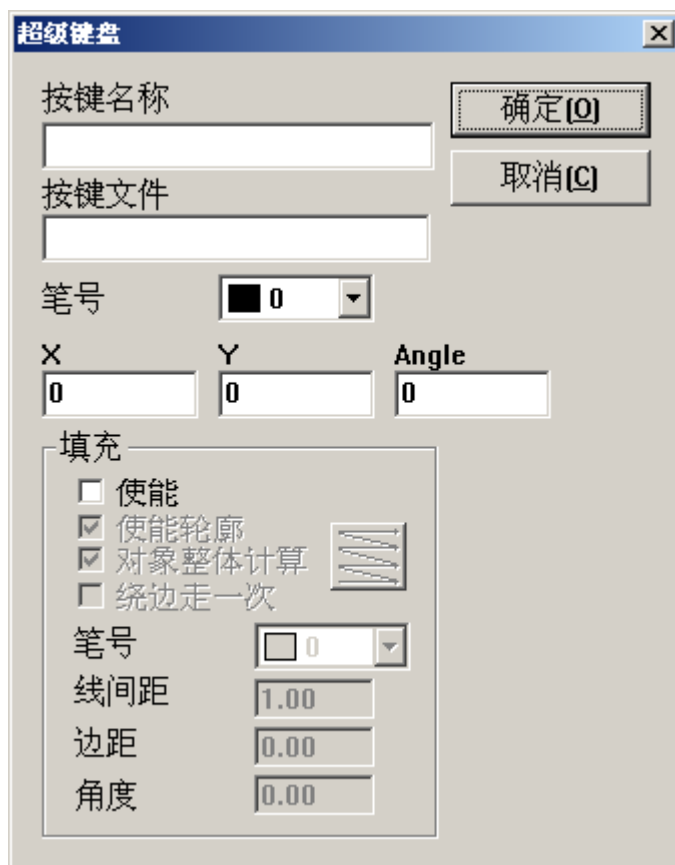 超级键盘
按键名称
确定(O)
取消(C)
按键文件
笔号
0
X Y Angle
0 0 0
填充
使能
使能轮廓
对象整体计算
绕边走一次
笔号
0
线间距
1.00
边距
0.00
角度
0.00